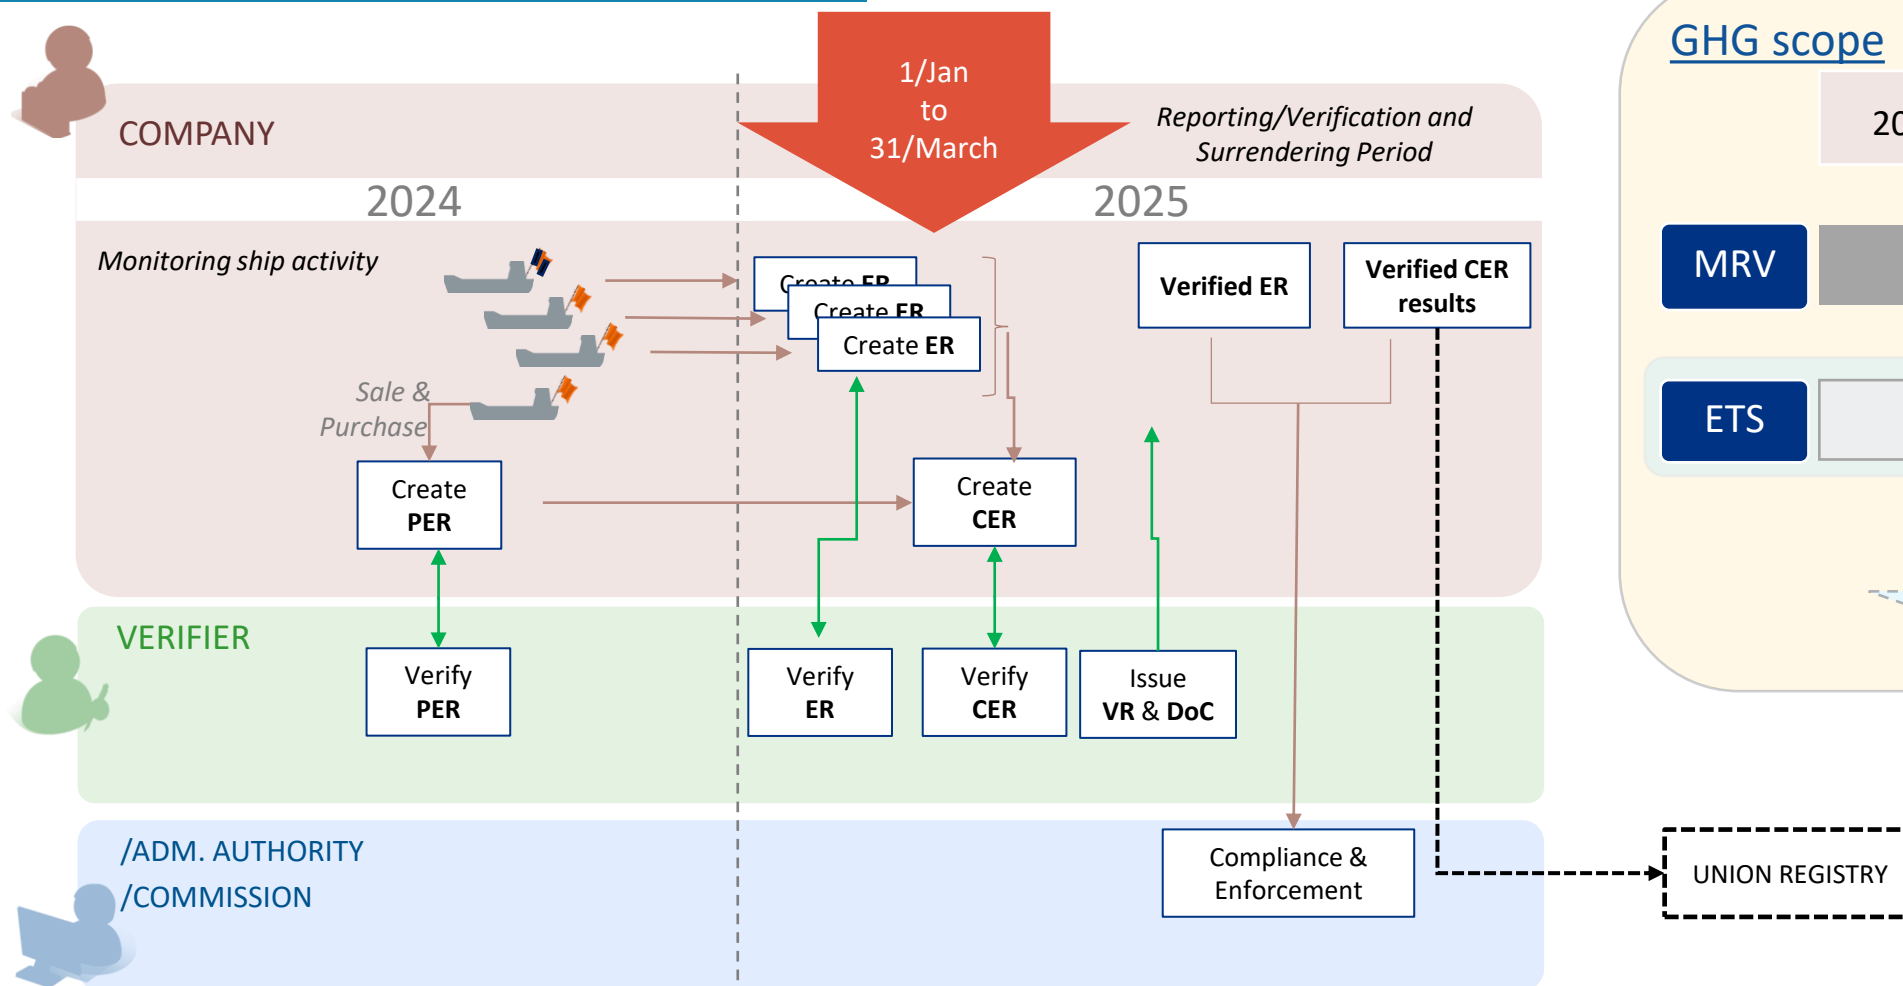 1/Jan
to
31/March
COMPANY
Reporting/Verification and
Surrendering Period
2024
2025
Monitoring ship activity
Create ER
Create ER
Create ER
Verified ER
Verified CER
results
Sale &
Purchase
Create
PER
Create
CER
VERIFIER
Verify
PER
Verify
ER
Verify
CER
Issue
VR & DoC
/ADM. AUTHORITY
/COMMISSION
Compliance &
Enforcement
UNION REGISTRY
GHG scope
20
MRV
ETS